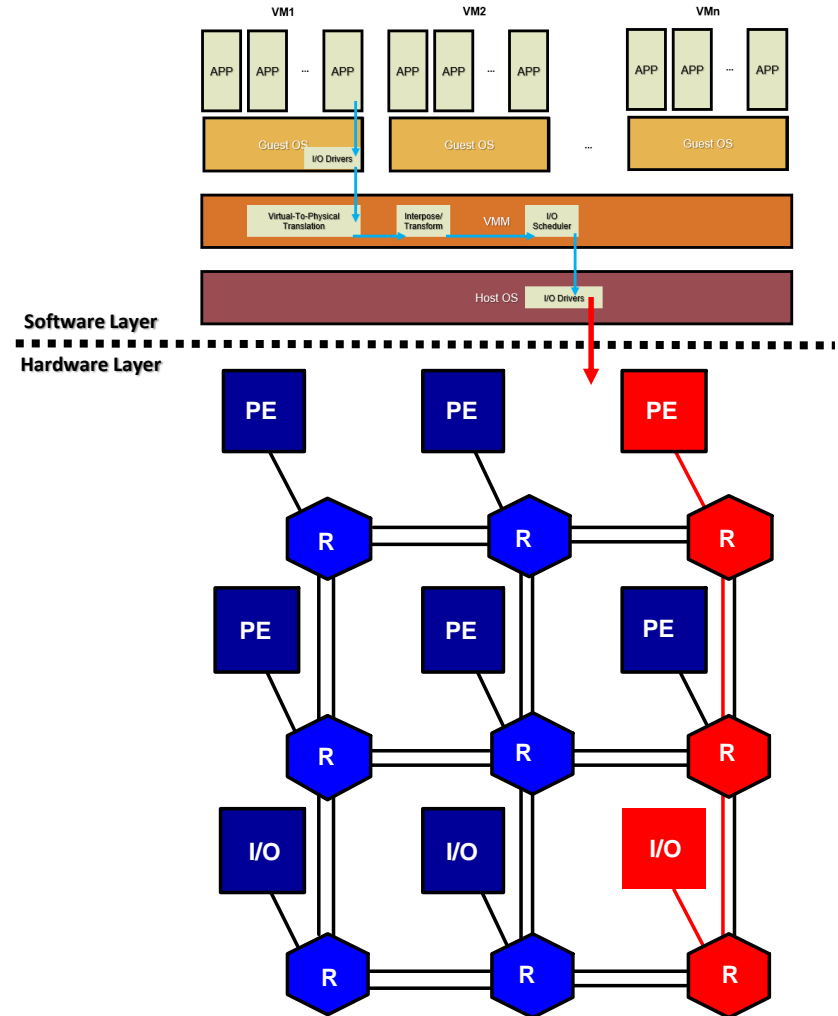 VM1 VM2 VMn
APP APP ... APP APP APP ... APP APP APP ... APP
Guest OS Guest OS ... Guest OS
I/O Drivers
Virtual-To-Physical
Translation
Interpose/
Transform
VMM
I/O
Scheduler
Host OS I/O Drivers
Software Layer
Hardware Layer
PE PE PE
R R R
PE PE PE
R R R
I/O I/O I/O
R R R